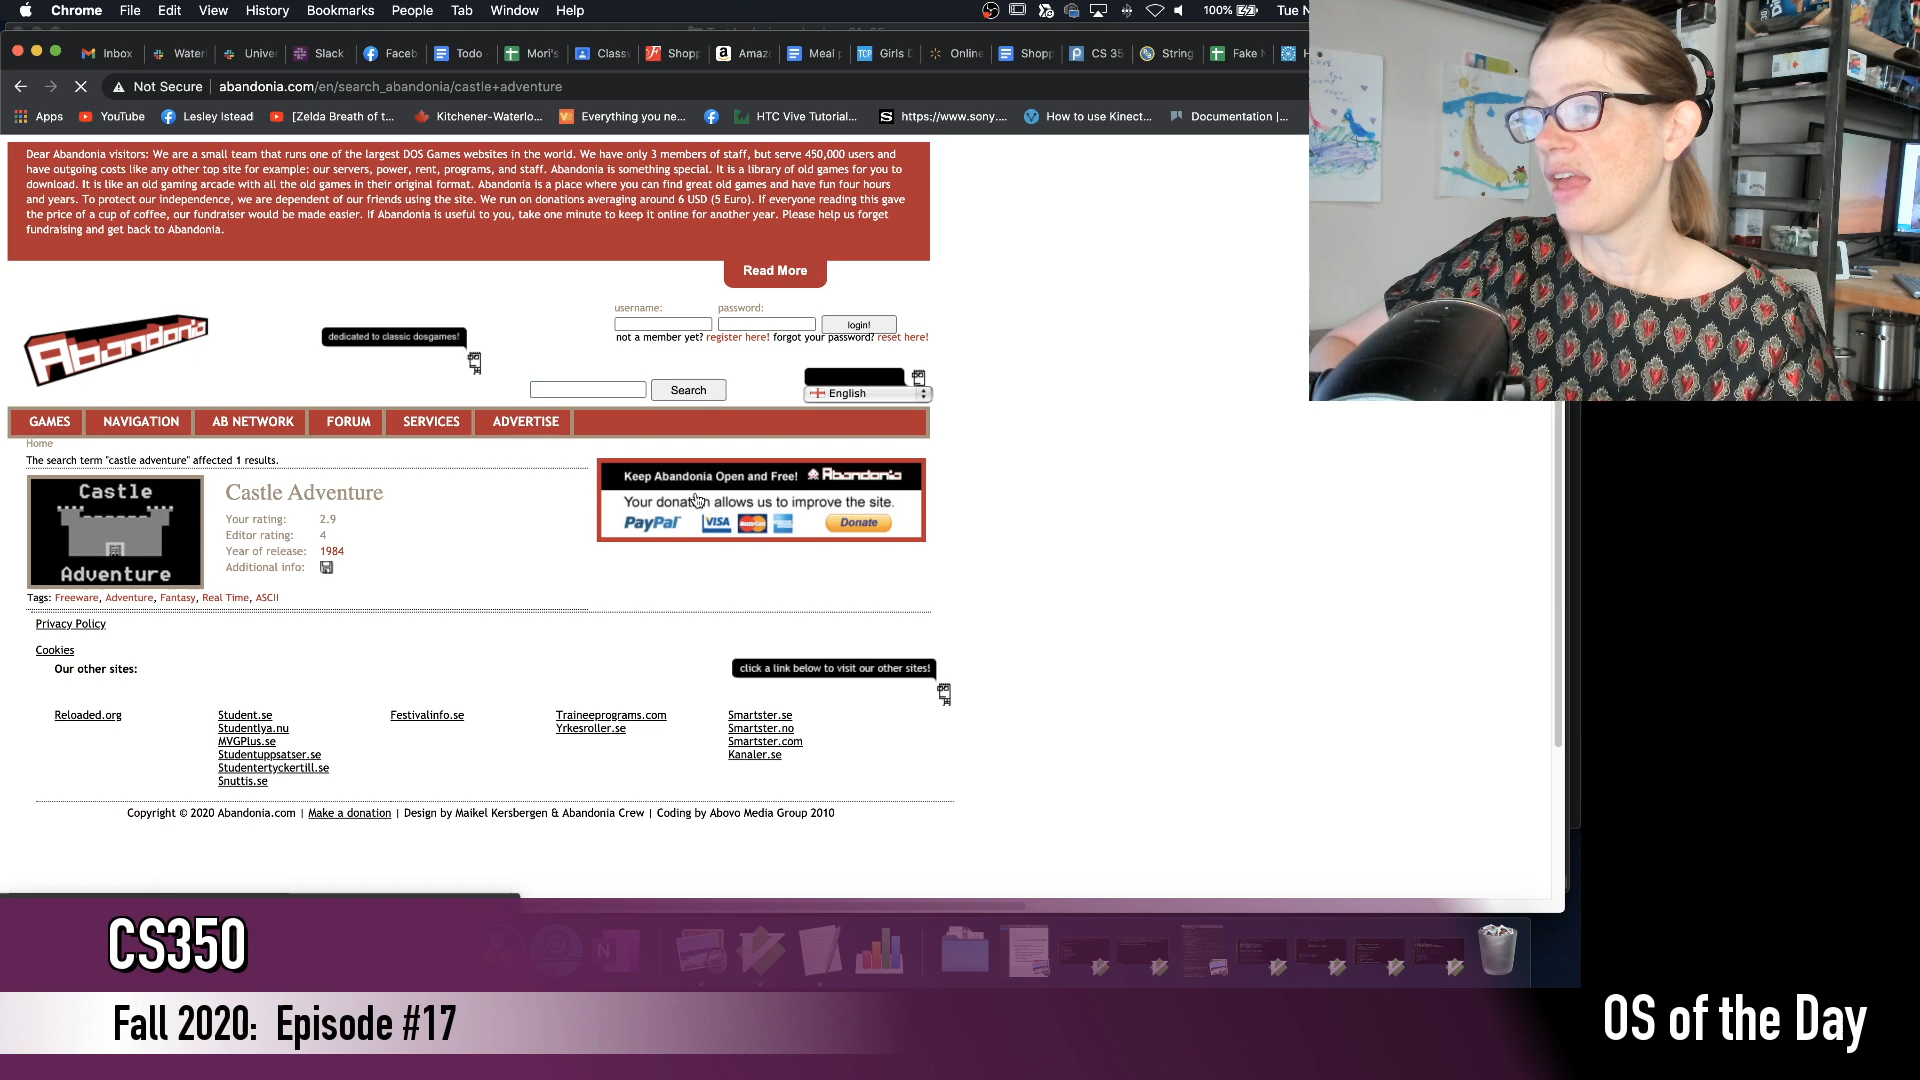 Chrome File Edit View History Bookmarks People Tab Window Help 100% Tue N
Inbox Water Univer Slack Faceb Todo Mori's Classw Shopp Amazo Meal p Girls D Online Shopp CS 35 String Fake N H
Not Secure abandonia.com/en/search_abandonia/castle+adventure
Apps YouTube Lesley Istead [Zelda Breath of t... Kitchener-Waterlo... Everything you ne... HTC Vive Tutorial... https://www.sony.... How to use Kinect... Documentation |...
Dear Abandonia visitors: We are a small team that runs one of the largest DOS Games websites in the world. We have only 3 members of staff, but serve 450,000 users and
have outgoing costs like any other top site for example: our servers, power, rent, programs, and staff. Abandonia is something special. It is a library of old games for you to
download. It is like an old gaming arcade with all the old games in their original format. Abandonia is a place where you can find great old games and have fun four hours
and years. To protect our independence, we are dependent of our friends using the site. We run on donations averaging around 6 USD (5 Euro). If everyone reading this gave
the price of a cup of coffee, our fundraiser would be made easier. If Abandonia is useful to you, take one minute to keep it online for another year. Please help us forget
fundraising and get back to Abandonia.
Read More
username: password:
login!
Abandonia
dedicated to classic dosgames!
not a member yet? register here! forgot your password? reset here!
Search
English
GAMES NAVIGATION AB NETWORK FORUM SERVICES ADVERTISE
Home
The search term "castle adventure" affected 1 results.
Castle
Adventure
Castle Adventure
Your rating: 2.9
Editor rating: 4
Year of release: 1984
Additional info:
Keep Abandonia Open and Free! Abandonia
Your donation allows us to improve the site.
PayPal VISA MasterCard Donate
Tags: Freeware, Adventure, Fantasy, Real Time, ASCII
Privacy Policy
Cookies
Our other sites:
click a link below to visit our other sites!
Reloaded.org
Student.se
Studentlya.nu
MVGPlus.se
Studentuppsatser.se
Studentertyckertill.se
Snuttis.se
Festivalinfo.se
Traineeprograms.com
Yrkesroller.se
Smartster.se
Smartster.no
Smartster.com
Kanaler.se
Copyright © 2020 Abandonia.com | Make a donation | Design by Maikel Kersbergen & Abandonia Crew | Coding by Abovo Media Group 2010
CS350
Fall 2020: Episode #17
OS of the Day